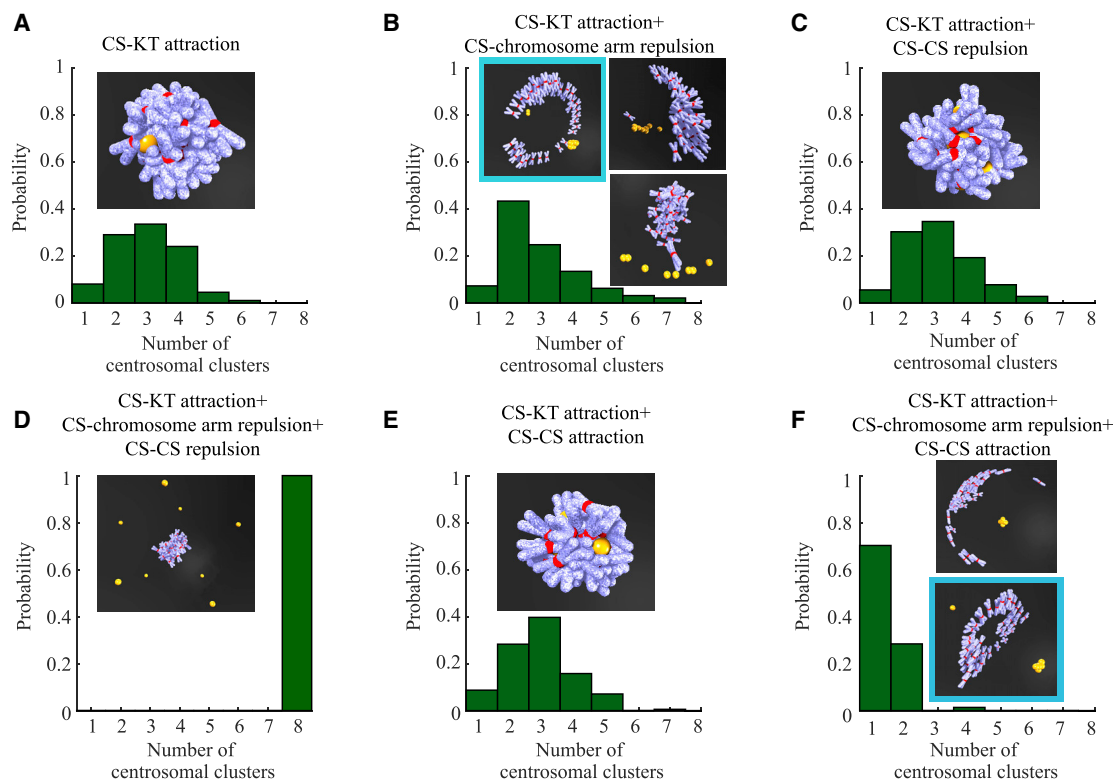 A
CS-KT attraction
1
0.8
0.6
0.4
0.2
0
Probability
1 2 3 4 5 6 7 8
Number of
centrosomal clusters
B
CS-KT attraction+
CS-chromosome arm repulsion
1
0.8
0.6
0.4
0.2
0
Probability
1 2 3 4 5 6 7 8
Number of
centrosomal clusters
C
CS-KT attraction+
CS-CS repulsion
1
0.8
0.6
0.4
0.2
0
Probability
1 2 3 4 5 6 7 8
Number of
centrosomal clusters
D
CS-KT attraction+
CS-chromosome arm repulsion+
CS-CS repulsion
1
0.8
0.6
0.4
0.2
0
Probability
1 2 3 4 5 6 7 8
Number of
centrosomal clusters
E
CS-KT attraction+
CS-CS attraction
1
0.8
0.6
0.4
0.2
0
Probability
1 2 3 4 5 6 7 8
Number of
centrosomal clusters
F
CS-KT attraction+
CS-chromosome arm repulsion+
CS-CS attraction
1
0.8
0.6
0.4
0.2
0
Probability
1 2 3 4 5 6 7 8
Number of
centrosomal clusters